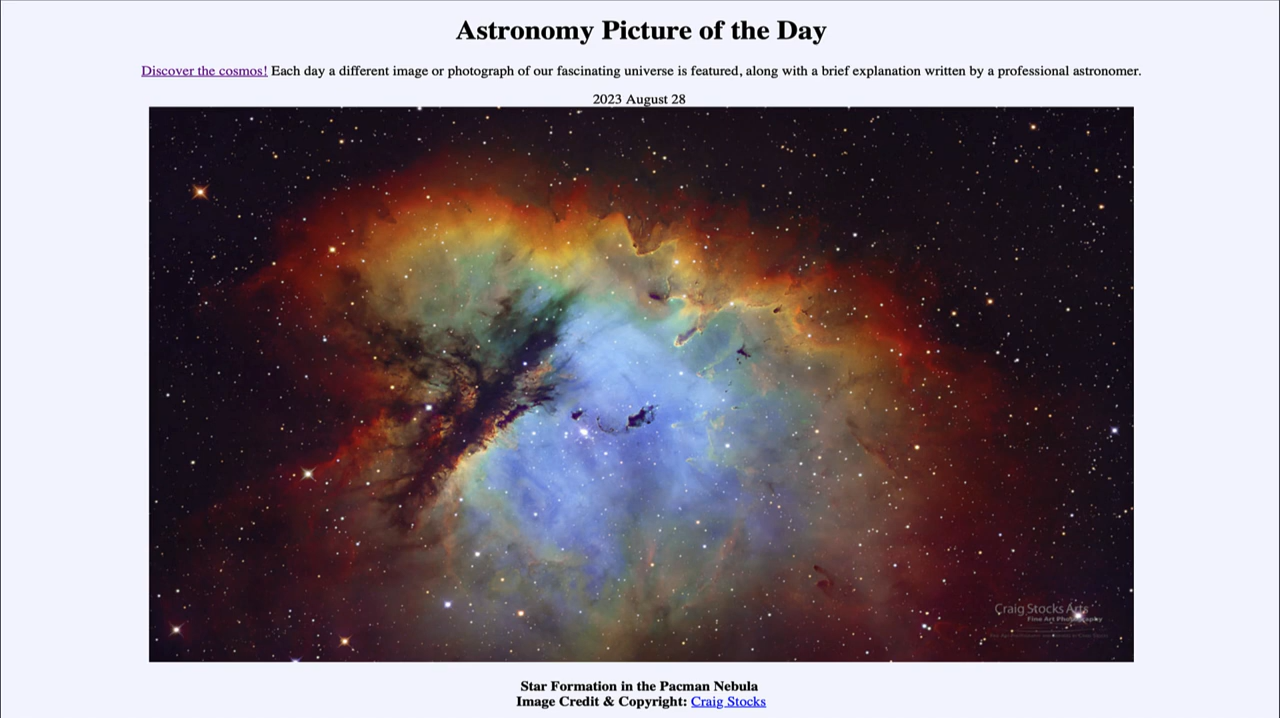 Astronomy Picture of the Day
Discover the cosmos! Each day a different image or photograph of our fascinating universe is featured, along with a brief explanation written by a professional astronomer.
2023 August 28
Craig Stocks Arts
Fine Art Photography
Star Formation in the Pacman Nebula
Image Credit & Copyright: Craig Stocks